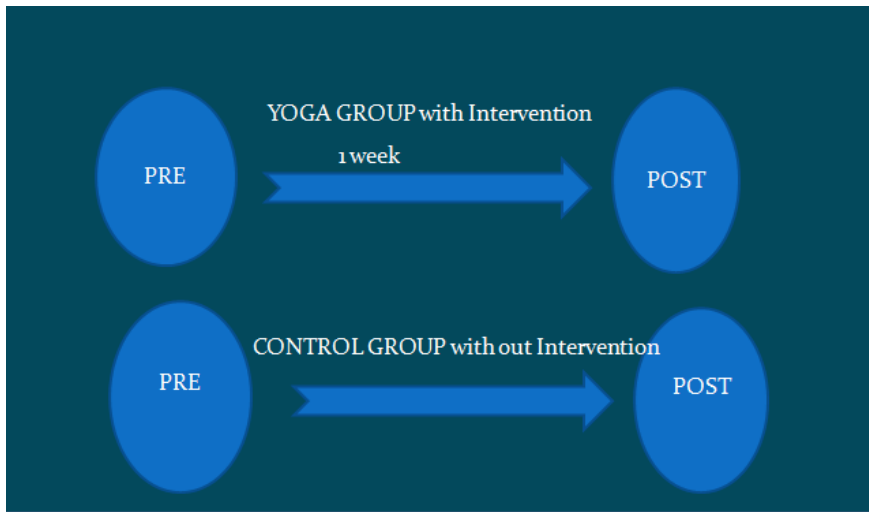 YOGA GROUP with Intervention
1 week
PRE
POST
CONTROL GROUP with out Intervention
PRE
POST